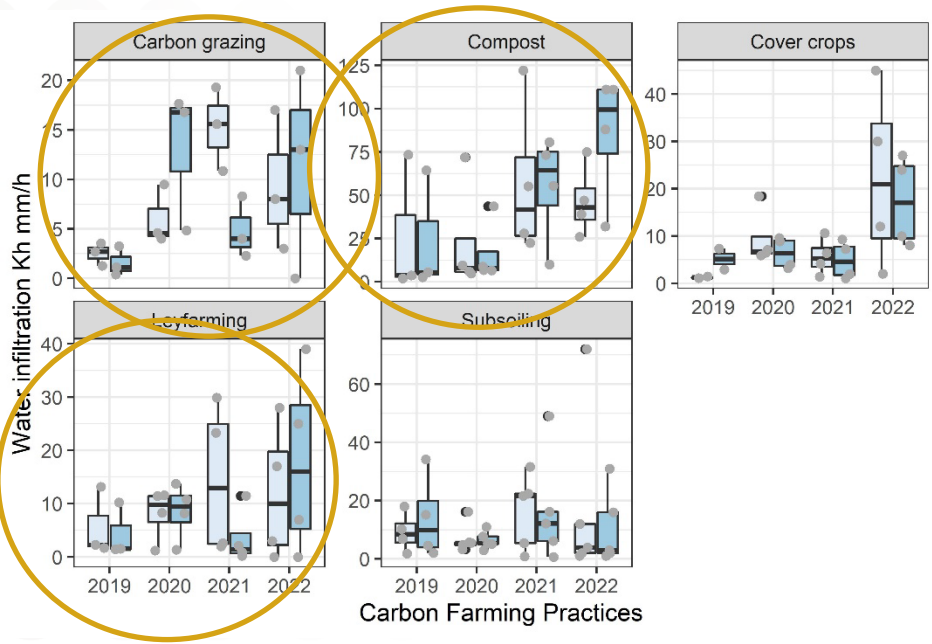 Carbon grazing
Compost
Cover crops
20
15
10
5
0
125
100
75
50
25
0
40
30
20
10
0
2019 2020 2021 2022
Leyfarming
Subsoiling
40
30
20
10
0
60
40
20
0
2019 2020 2021 2022
2019 2020 2021 2022
Water infiltration Kh mm/h
Carbon Farming Practices